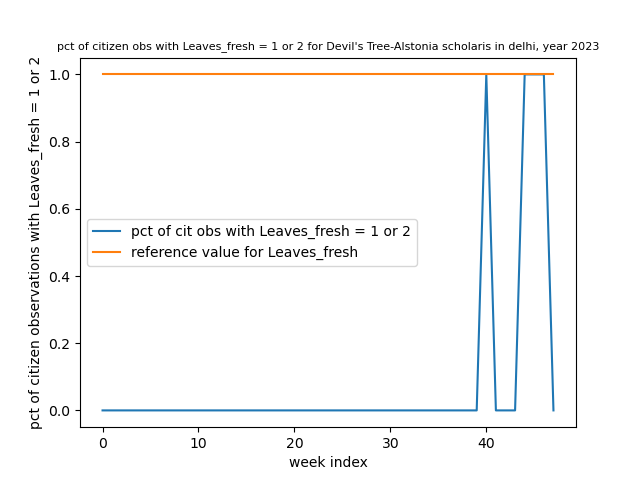 pct of citizen obs with Leaves_fresh = 1 or 2 for Devil's Tree-Alstonia scholaris in delhi, year 2023
pct of citizen observations with Leaves_fresh = 1 or 2
1.0
0.8
0.6
0.4
0.2
0.0
pct of cit obs with Leaves_fresh = 1 or 2
reference value for Leaves_fresh
0 10 20 30 40
week index